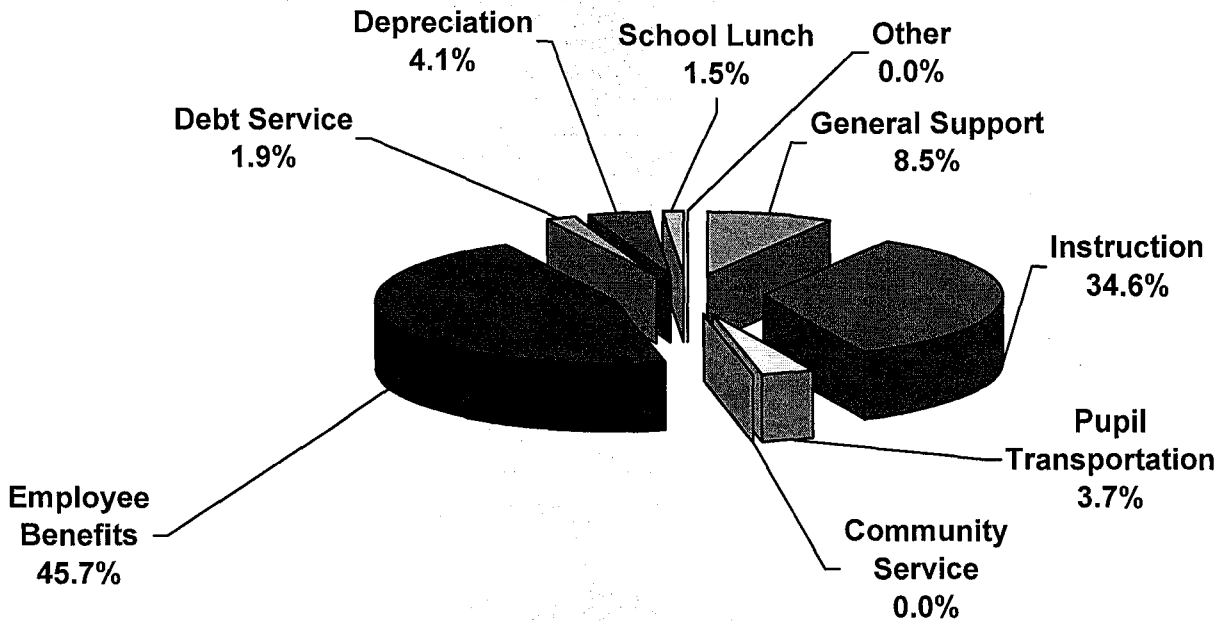 Depreciation
4.1%
School Lunch
1.5%
Other
0.0%
Debt Service
1.9%
General Support
8.5%
Instruction
34.6%
Pupil
Transportation
3.7%
Community
Service
0.0%
Employee
Benefits
45.7%